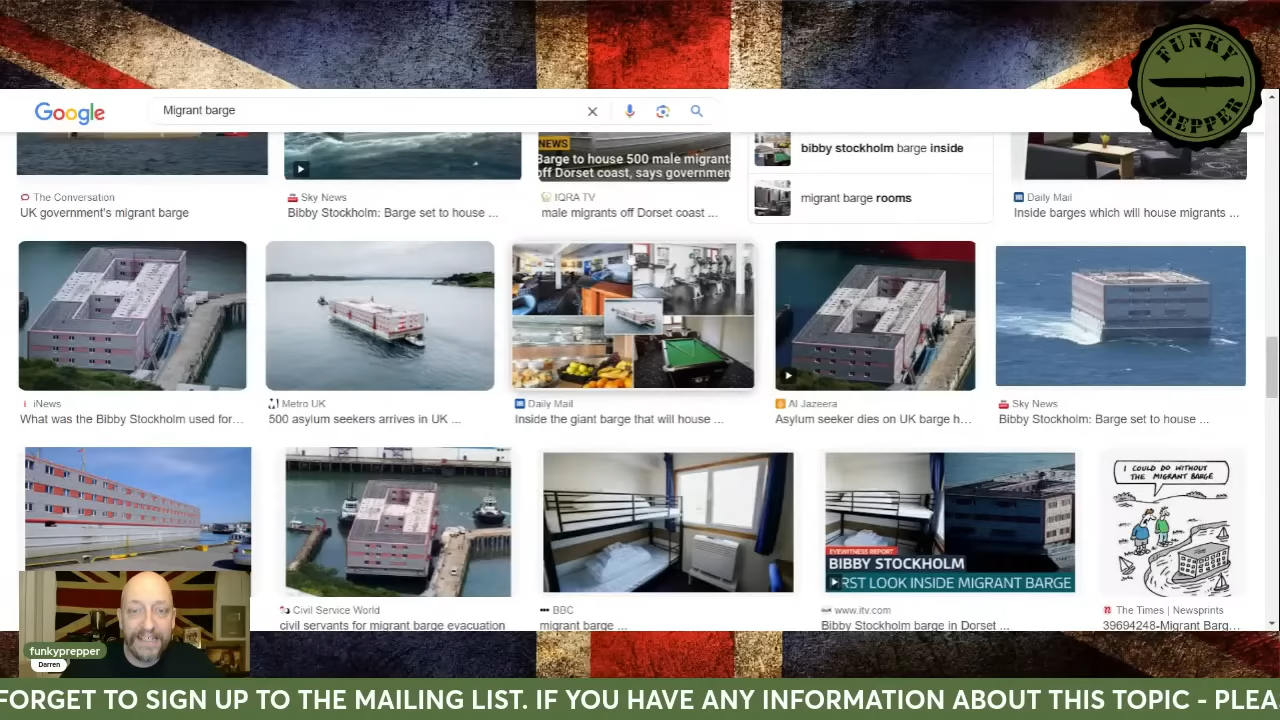 FUNKY
PREPPER
Google
Migrant barge
NEWS
Barge to house 500 male migrants
off Dorset coast, says governmen
bibby stockholm barge inside
migrant barge rooms
The Conversation
UK government's migrant barge
Sky News
Bibby Stockholm: Barge set to house ...
IQRA TV
male migrants off Dorset coast ...
Daily Mail
Inside barges which will house migrants ...
iNews
What was the Bibby Stockholm used for...
Metro UK
500 asylum seekers arrives in UK ...
Daily Mail
Inside the giant barge that will house ...
Al Jazeera
Asylum seeker dies on UK barge h...
Sky News
Bibby Stockholm: Barge set to house ...
EYEWITNESS REPORT
BIBBY STOCKHOLM
RST LOOK INSIDE MIGRANT BARGE
I COULD DO WITHOUT
THE MIGRANT BARGE
Civil Service World
civil servants for migrant barge evacuation
BBC
migrant barge ...
www.itv.com
Bibby Stockholm barge in Dorset ...
The Times | Newsprints
39694248-Migrant Barg...
funkyprepper
Darren
FORGET TO SIGN UP TO THE MAILING LIST. IF YOU HAVE ANY INFORMATION ABOUT THIS TOPIC - PLEA